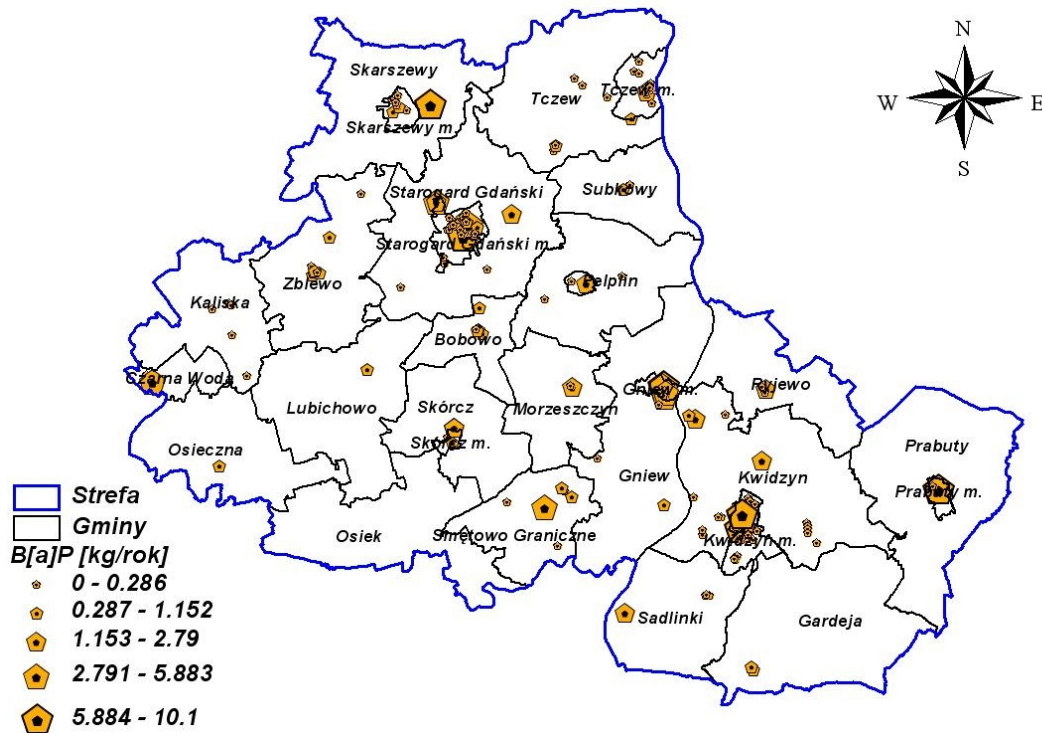 N
W E
S
Skarszewy
Skarszewy m.
Tczew
Tczew m.
Starogard Gdański
Subkowy
Starogard Gdański m.
Zblewo
Pelplin
Kaliska
Bobowo
Czarna Woda
Lubichowo
Skórcz
Morzeszczyn
Gniew m.
Ryjewo
Skórcz m.
Osieczna
Prabuty
Gniew
Kwidzyn
Prabuty m.
Osiek
Smętowo Graniczne
Kwidzyn m.
Sadlinki
Gardeja
Strefa
Gminy
B[a]P [kg/rok]
0 - 0.286
0.287 - 1.152
1.153 - 2.79
2.791 - 5.883
5.884 - 10.1